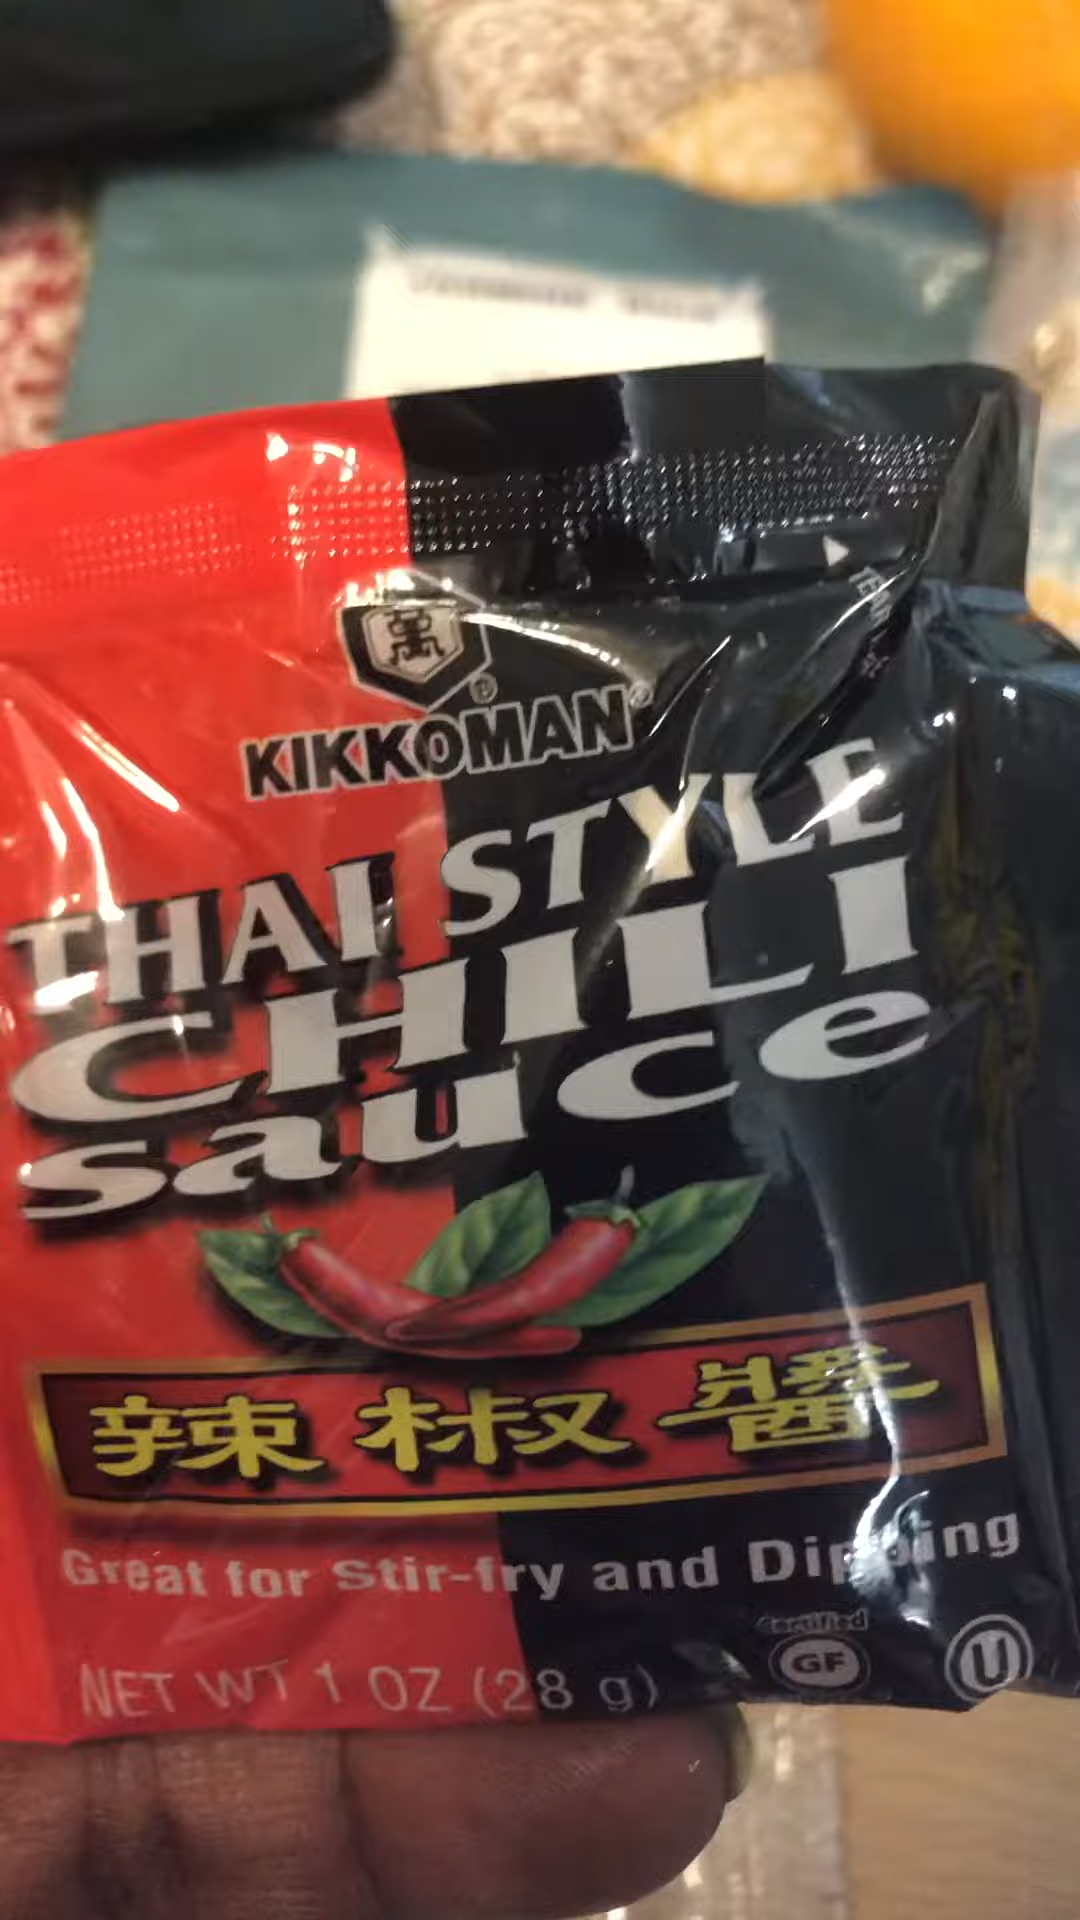 KIKKOMAN®
THAI STYLE
CHILI
sauce
辣椒醬
Great for Stir-fry and Dipping
NET WT 1 OZ (28 g)
Certified
GF
U